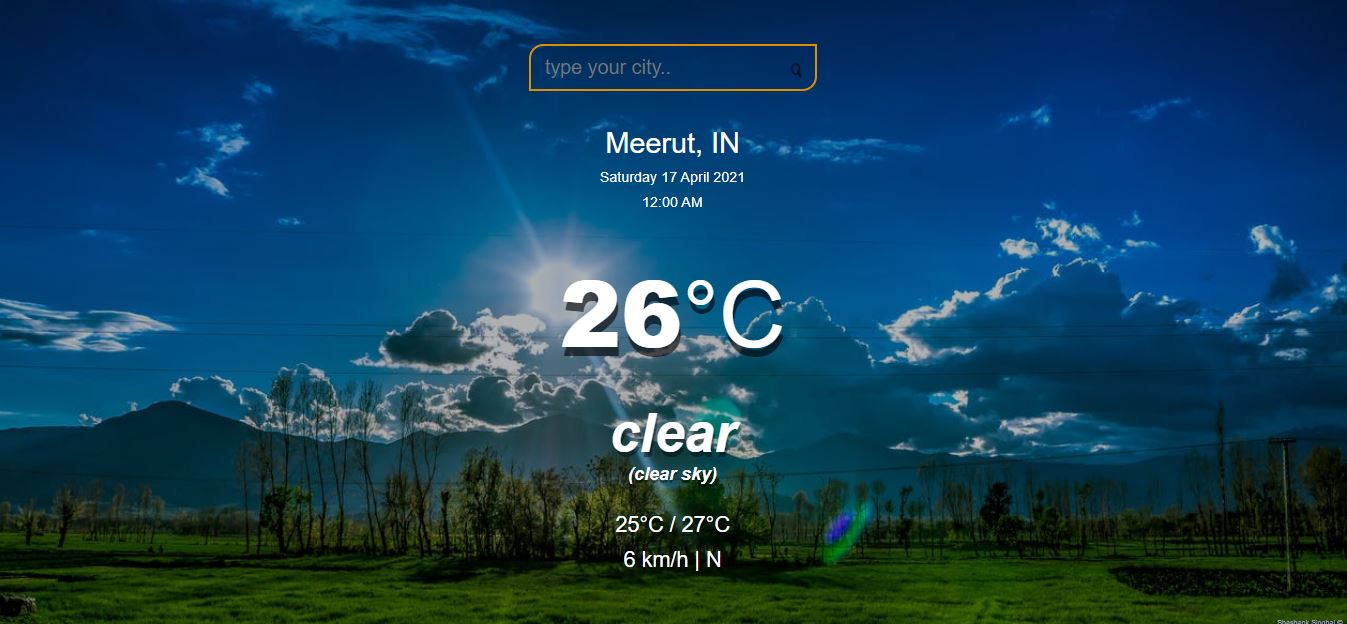 type your city..
Meerut, IN
Saturday 17 April 2021
12:00 AM
26°C
clear
(clear sky)
25°C / 27°C
6 km/h | N
Shashank Singhal ©